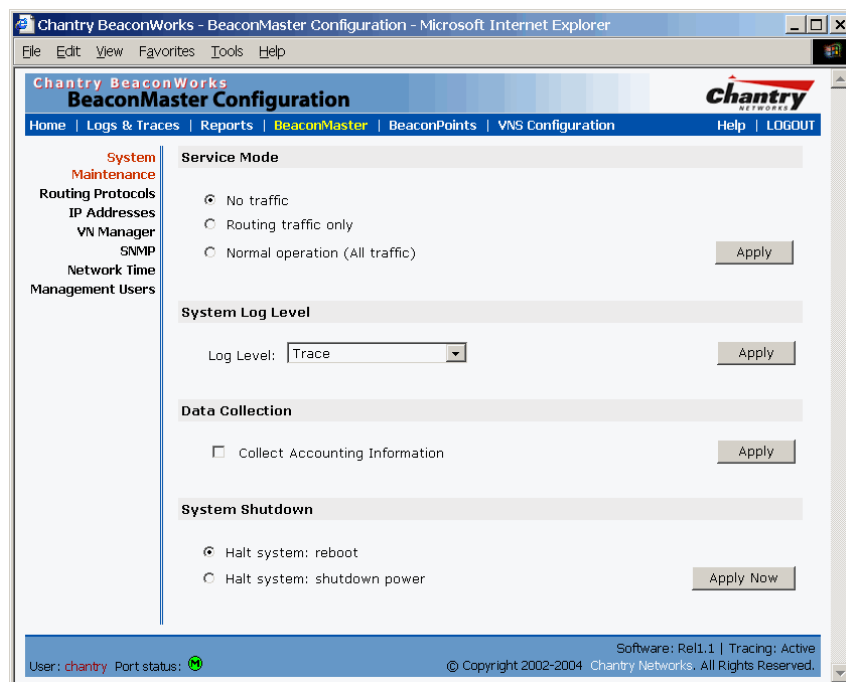 Chantry BeaconWorks - BeaconMaster Configuration - Microsoft Internet Explorer
File Edit View Favorites Tools Help
Chantry BeaconWorks
BeaconMaster Configuration
Chantry
NETWORKS
Home | Logs & Traces | Reports | BeaconMaster | BeaconPoints | VNS Configuration Help | LOGOUT
System
Maintenance
Routing Protocols
IP Addresses
VN Manager
SNMP
Network Time
Management Users
Service Mode
No traffic
Routing traffic only
Normal operation (All traffic) Apply
System Log Level
Log Level: Trace Apply
Data Collection
Collect Accounting Information Apply
System Shutdown
Halt system: reboot
Halt system: shutdown power Apply Now
Software: Rel1.1 | Tracing: Active
User: chantry Port status: M © Copyright 2002-2004 Chantry Networks. All Rights Reserved.